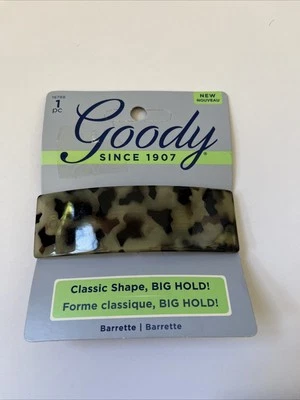 1
pc
NEW
NOUVEAU
Goody®
SINCE 1907
Classic Shape, BIG HOLD!
Forme classique, BIG HOLD!
Barrette | Barrette